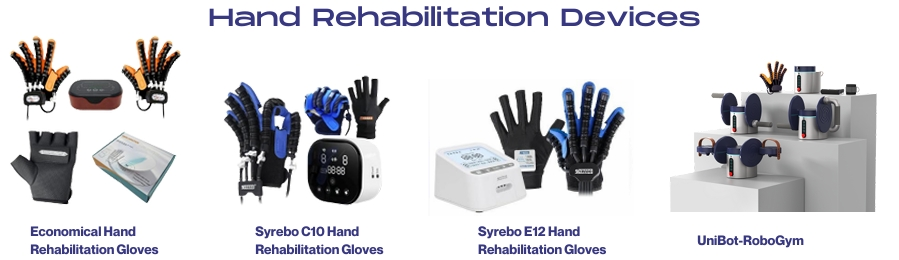 Hand Rehabilitation Devices
Economical Hand
Rehabilitation Gloves
Syrebo C10 Hand
Rehabilitation Gloves
Syrebo E12 Hand
Rehabilitation Gloves
UniBot-RoboGym